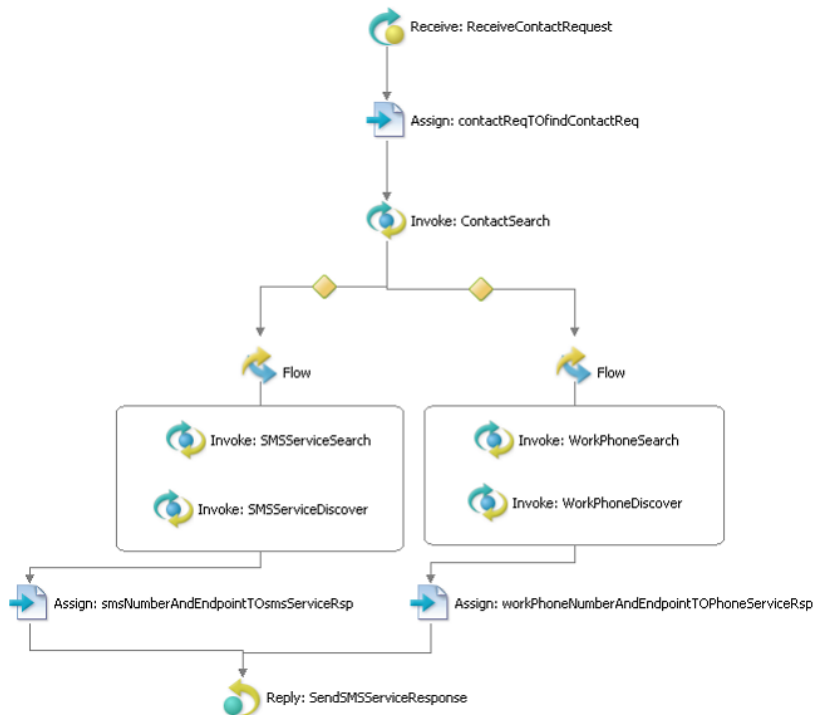 Receive: ReceiveContactRequest
Assign: contactReqTOfindContactReq
Invoke: ContactSearch
Flow
Flow
Invoke: SMSServiceSearch
Invoke: WorkPhoneSearch
Invoke: SMSServiceDiscover
Invoke: WorkPhoneDiscover
Assign: smsNumberAndEndpointTOsmsServiceRsp
Assign: workPhoneNumberAndEndpointTOPhoneServiceRsp
Reply: SendSMSServiceResponse